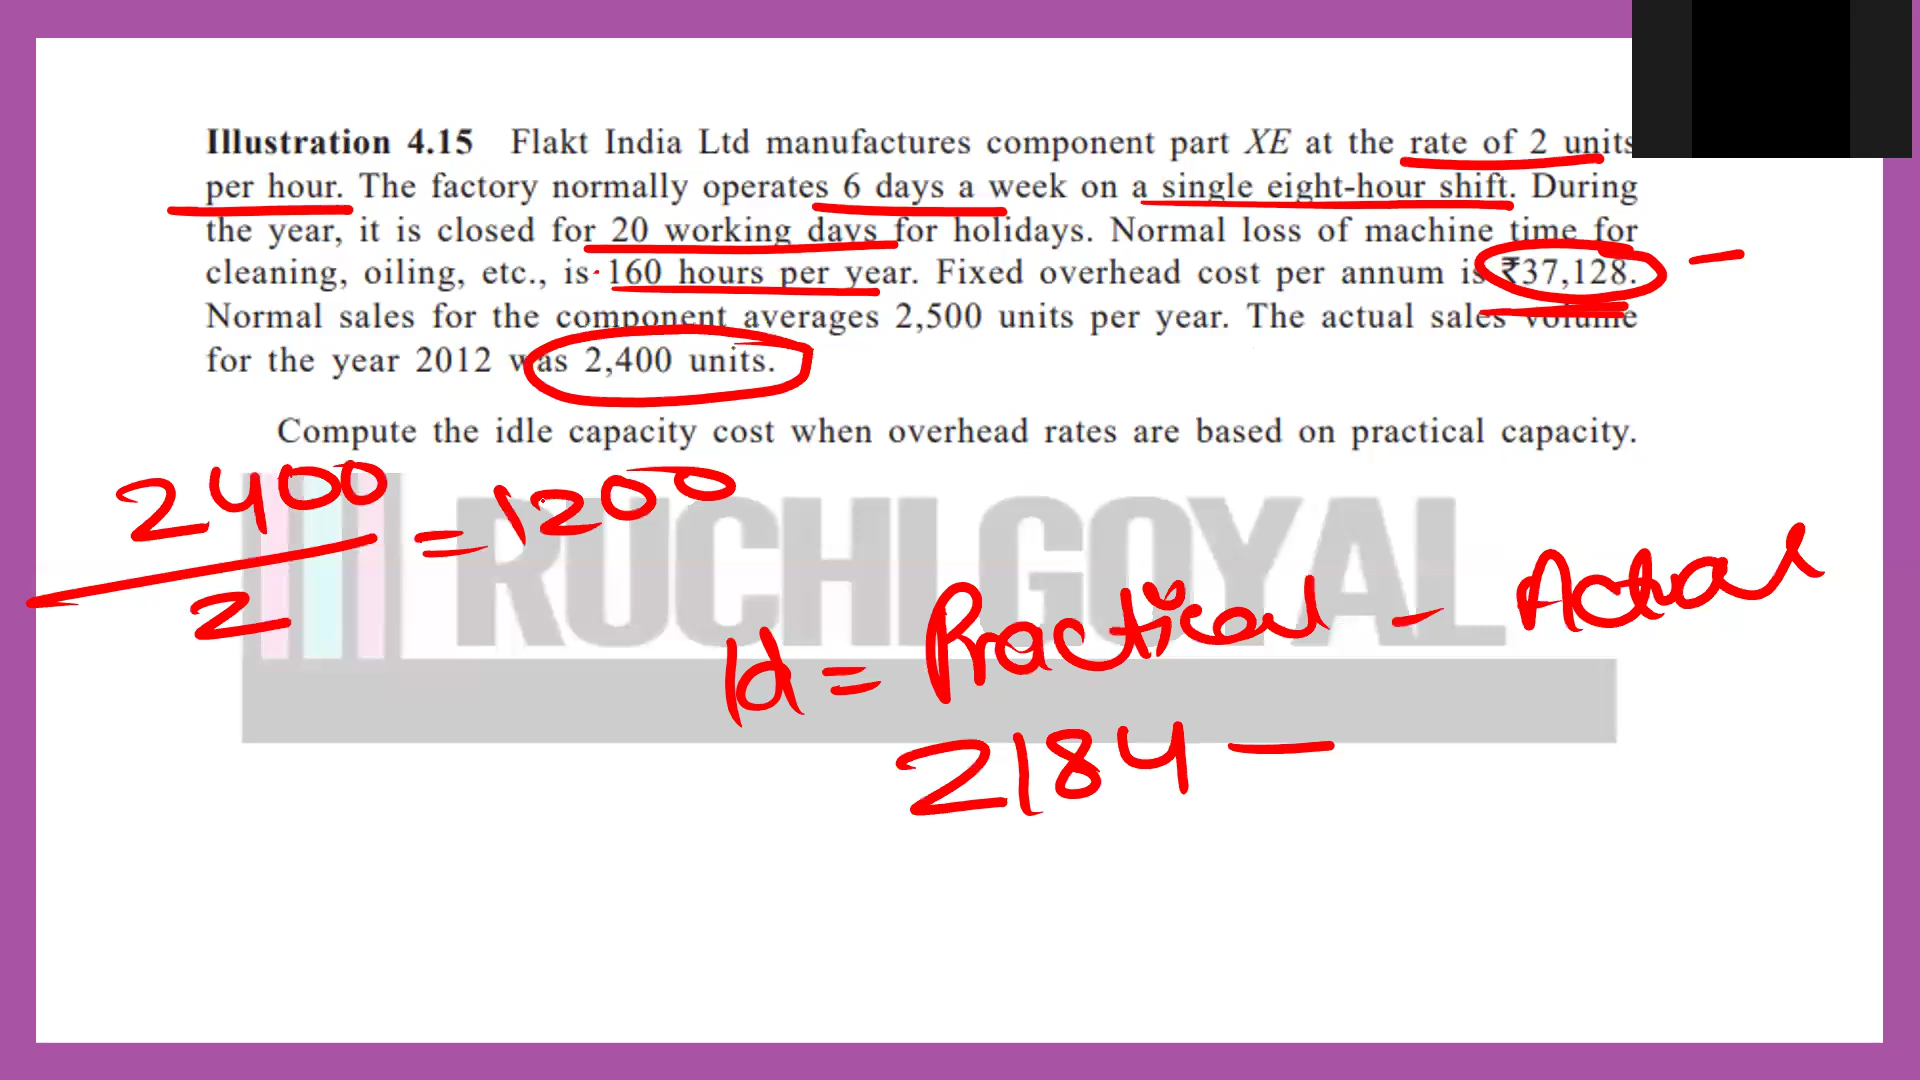 Illustration 4.15 Flakt India Ltd manufactures component part XE at the rate of 2 units
per hour. The factory normally operates 6 days a week on a single eight-hour shift. During
the year, it is closed for 20 working days for holidays. Normal loss of machine time for
cleaning, oiling, etc., is 160 hours per year. Fixed overhead cost per annum is ₹37,128.
Normal sales for the component averages 2,500 units per year. The actual sales volume
for the year 2012 was 2,400 units.
Compute the idle capacity cost when overhead rates are based on practical capacity.
2400
2
= 1200
RUCHI GOYAL
Id = Practical - Actual
2184 -